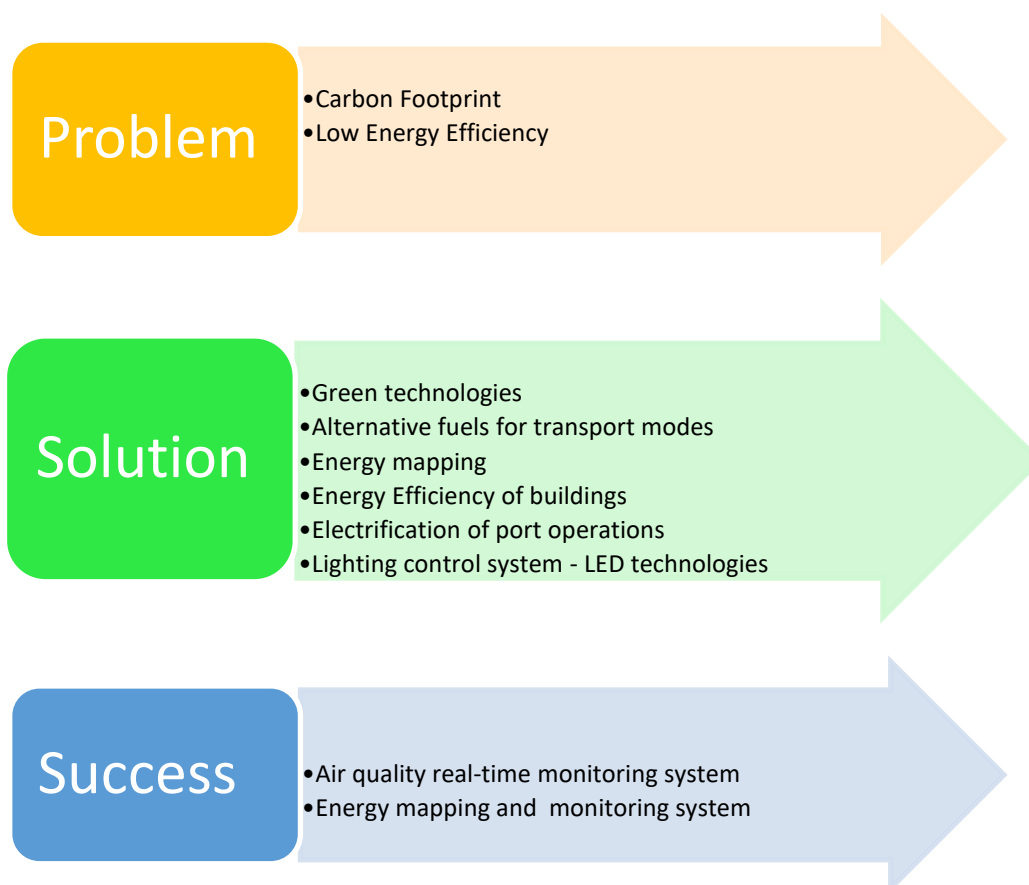 Problem
•Carbon Footprint
•Low Energy Efficiency
Solution
•Green technologies
•Alternative fuels for transport modes
•Energy mapping
•Energy Efficiency of buildings
•Electrification of port operations
•Lighting control system - LED technologies
Success
•Air quality real-time monitoring system
•Energy mapping and  monitoring system